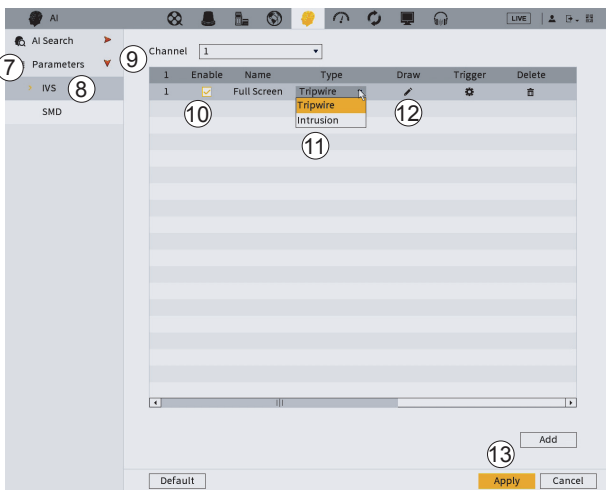 AI
LIVE
AI Search
7 Parameters
IVS 8
SMD
9 Channel 1
1 Enable Name Type Draw Trigger Delete
1 Full Screen Tripwire
Tripwire
Intrusion
10 11 12
Add
13
Default Apply Cancel